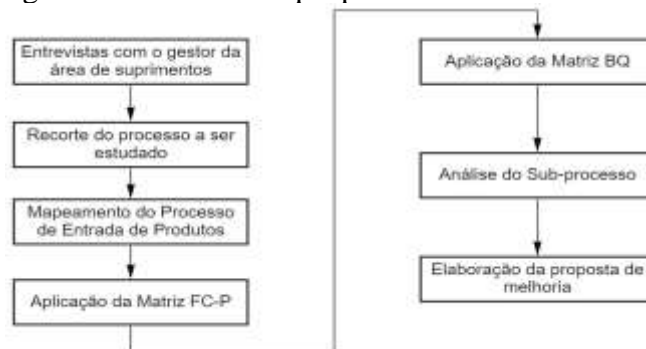 Entrevistas com o gestor da
área de suprimentos
Recorte do processo a ser
estudado
Mapeamento do Processo
de Entrada de Produtos
Aplicação da Matriz FC-P
Aplicação da Matriz BQ
Análise do Sub-processo
Elaboração da proposta de
melhoria